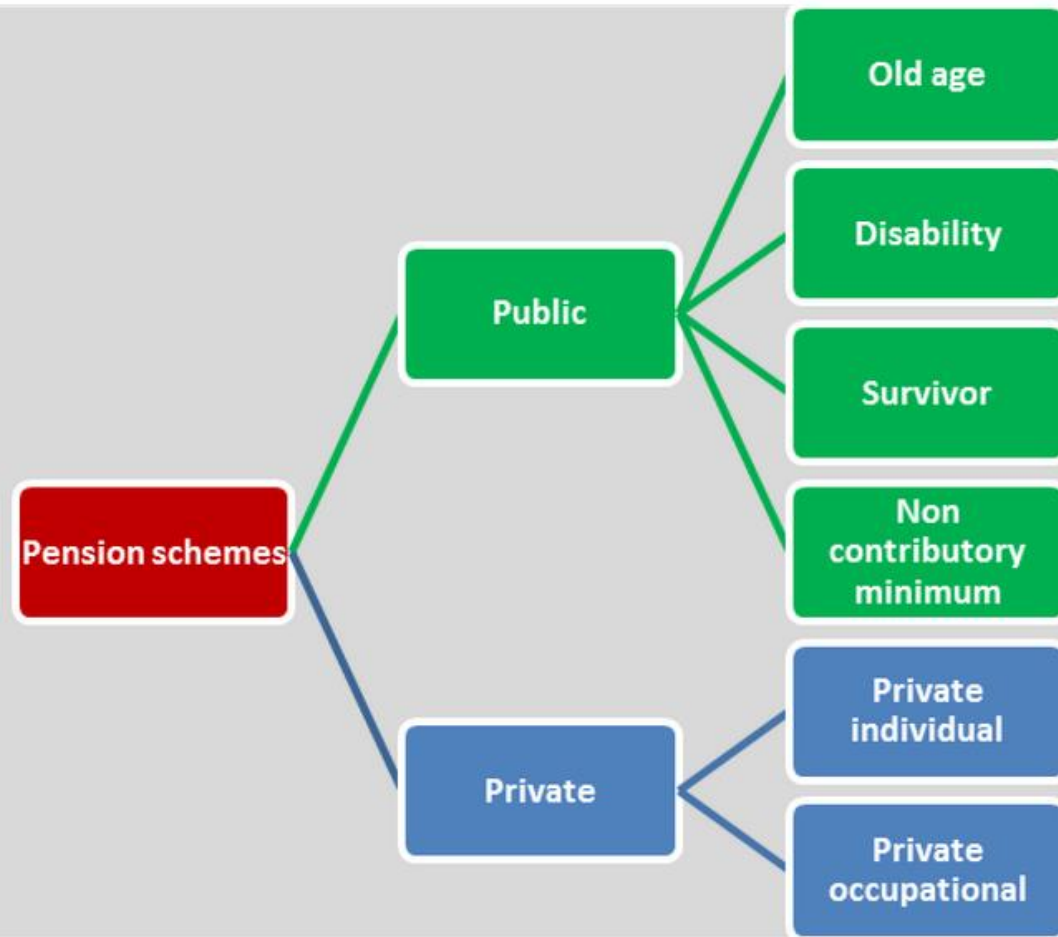 Old age
Disability
Public
Survivor
Pension schemes
Non
contributory
minimum
Private
individual
Private
Private
occupational